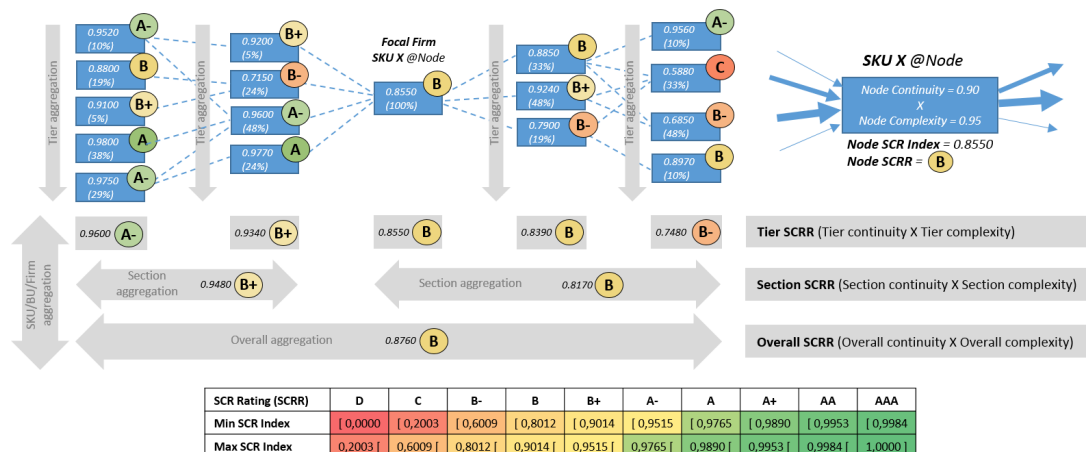 Tier aggregation
0.9520
(10%)
A-
0.8800
(19%)
B
0.9100
(5%)
B+
0.9800
(38%)
A
0.9750
(29%)
A-
Tier aggregation
0.9200
(5%)
B+
0.7150
(24%)
B-
0.9600
(48%)
A-
0.9770
(24%)
A
Focal Firm
SKU X @Node
0.8550
(100%)
B
Tier aggregation
0.8850
(33%)
B
0.9240
(48%)
B+
0.7900
(19%)
B-
Tier aggregation
0.9560
(10%)
A-
0.5880
(33%)
C
0.6850
(48%)
B-
0.8970
(10%)
B
SKU X @Node
Node Continuity = 0.90
X
Node Complexity = 0.95
Node SCR Index = 0.8550
Node SCRR = B
SKU/BU/Firm
aggregation
0.9600 A-
0.9340 B+
0.8550 B
0.8390 B
0.7480 B-
Tier SCRR (Tier continuity X Tier complexity)
Section
aggregation
0.9480 B+
Section aggregation
0.8170 B
Section SCRR (Section continuity X Section complexity)
Overall aggregation
0.8760 B
Overall SCRR (Overall continuity X Overall complexity)
SCR Rating (SCRR) D C B- B B+ A- A A+ AA AAA
Min SCR Index [ 0,0000 [ 0,2003 [ 0,6009 [ 0,8012 [ 0,9014 [ 0,9515 [ 0,9765 [ 0,9890 [ 0,9953 [ 0,9984
Max SCR Index 0,2003 [ 0,6009 [ 0,8012 [ 0,9014 [ 0,9515 [ 0,9765 [ 0,9890 [ 0,9953 [ 0,9984 [ 1,0000 ]